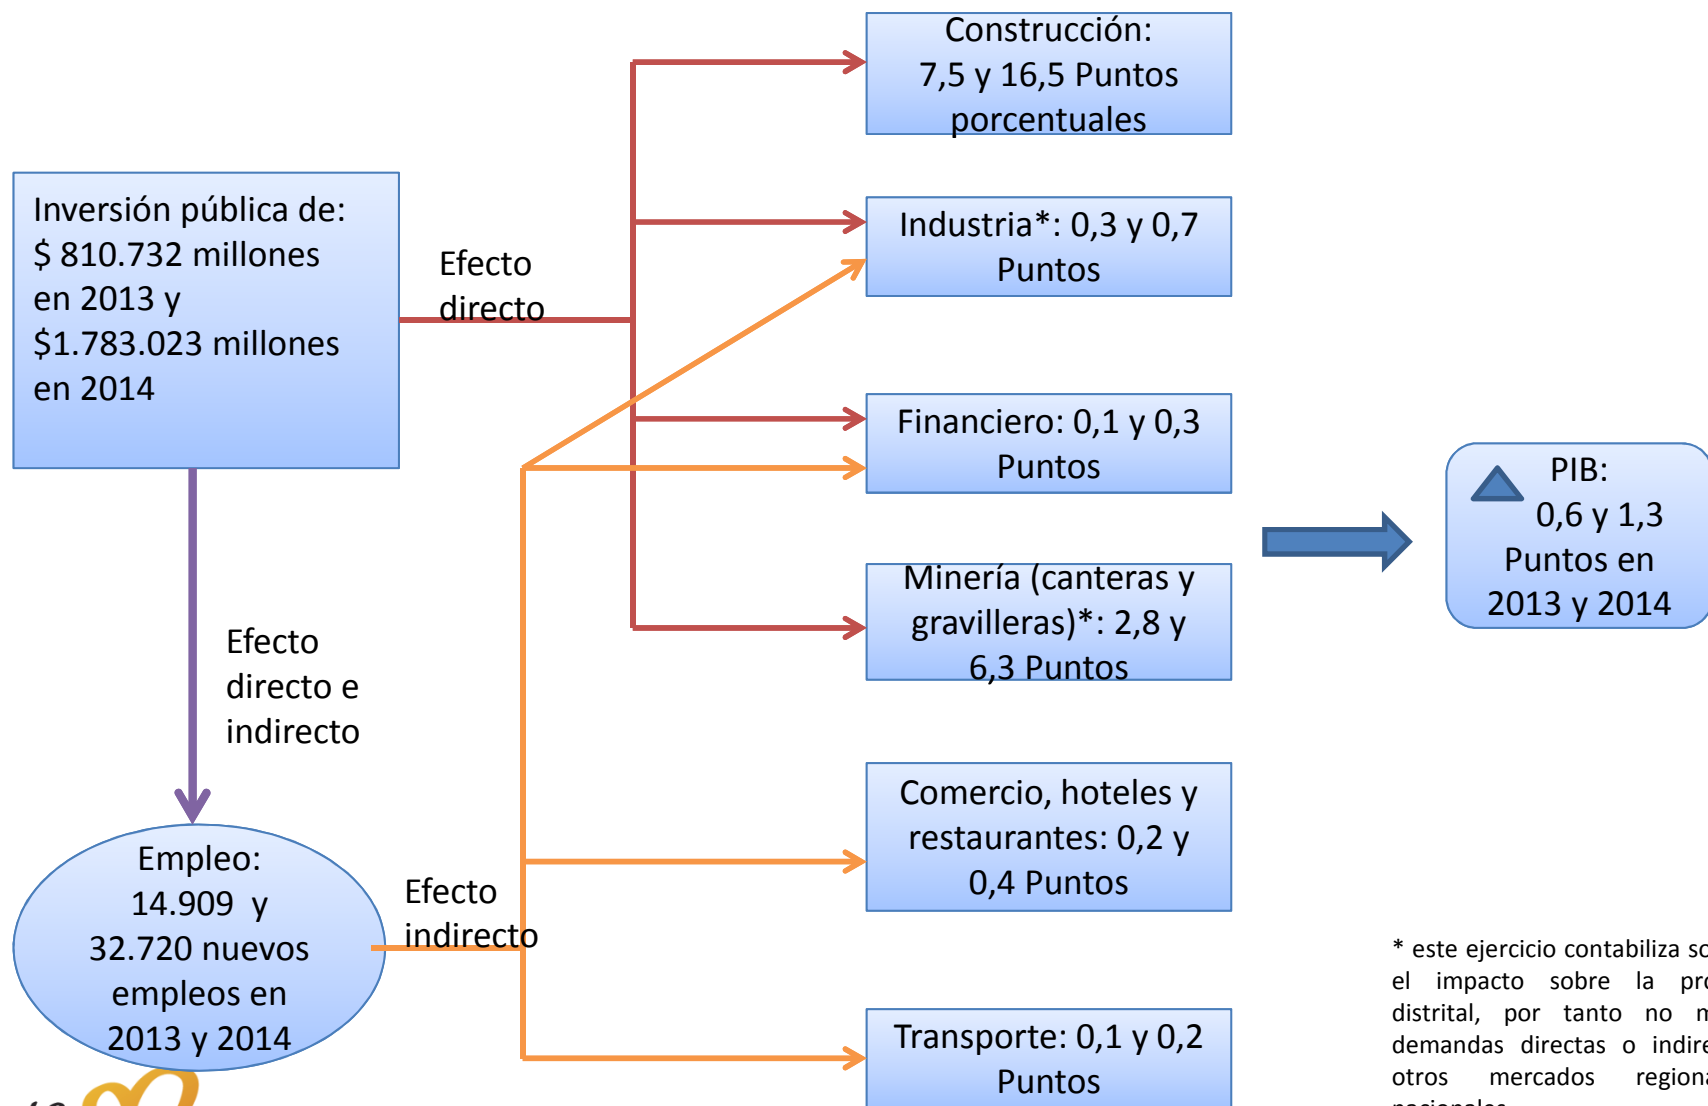 Construcción:
7,5 y 16,5 Puntos
porcentuales
Inversión pública de:
$ 810.732 millones
en 2013 y
$1.783.023 millones
en 2014
Efecto
directo
Industria*: 0,3 y 0,7
Puntos
Financiero: 0,1 y 0,3
Puntos
PIB:
0,6 y 1,3
Puntos en
2013 y 2014
Minería (canteras y
gravilleras)*: 2,8 y
6,3 Puntos
Efecto
directo e
indirecto
Comercio, hoteles y
restaurantes: 0,2 y
0,4 Puntos
Empleo:
14.909 y
32.720 nuevos
empleos en
2013 y 2014
Efecto
indirecto
Transporte: 0,1 y 0,2
Puntos
* este ejercicio contabiliza
el impacto sobre la
distrital, por tanto no
demandas directas o
otros mercados